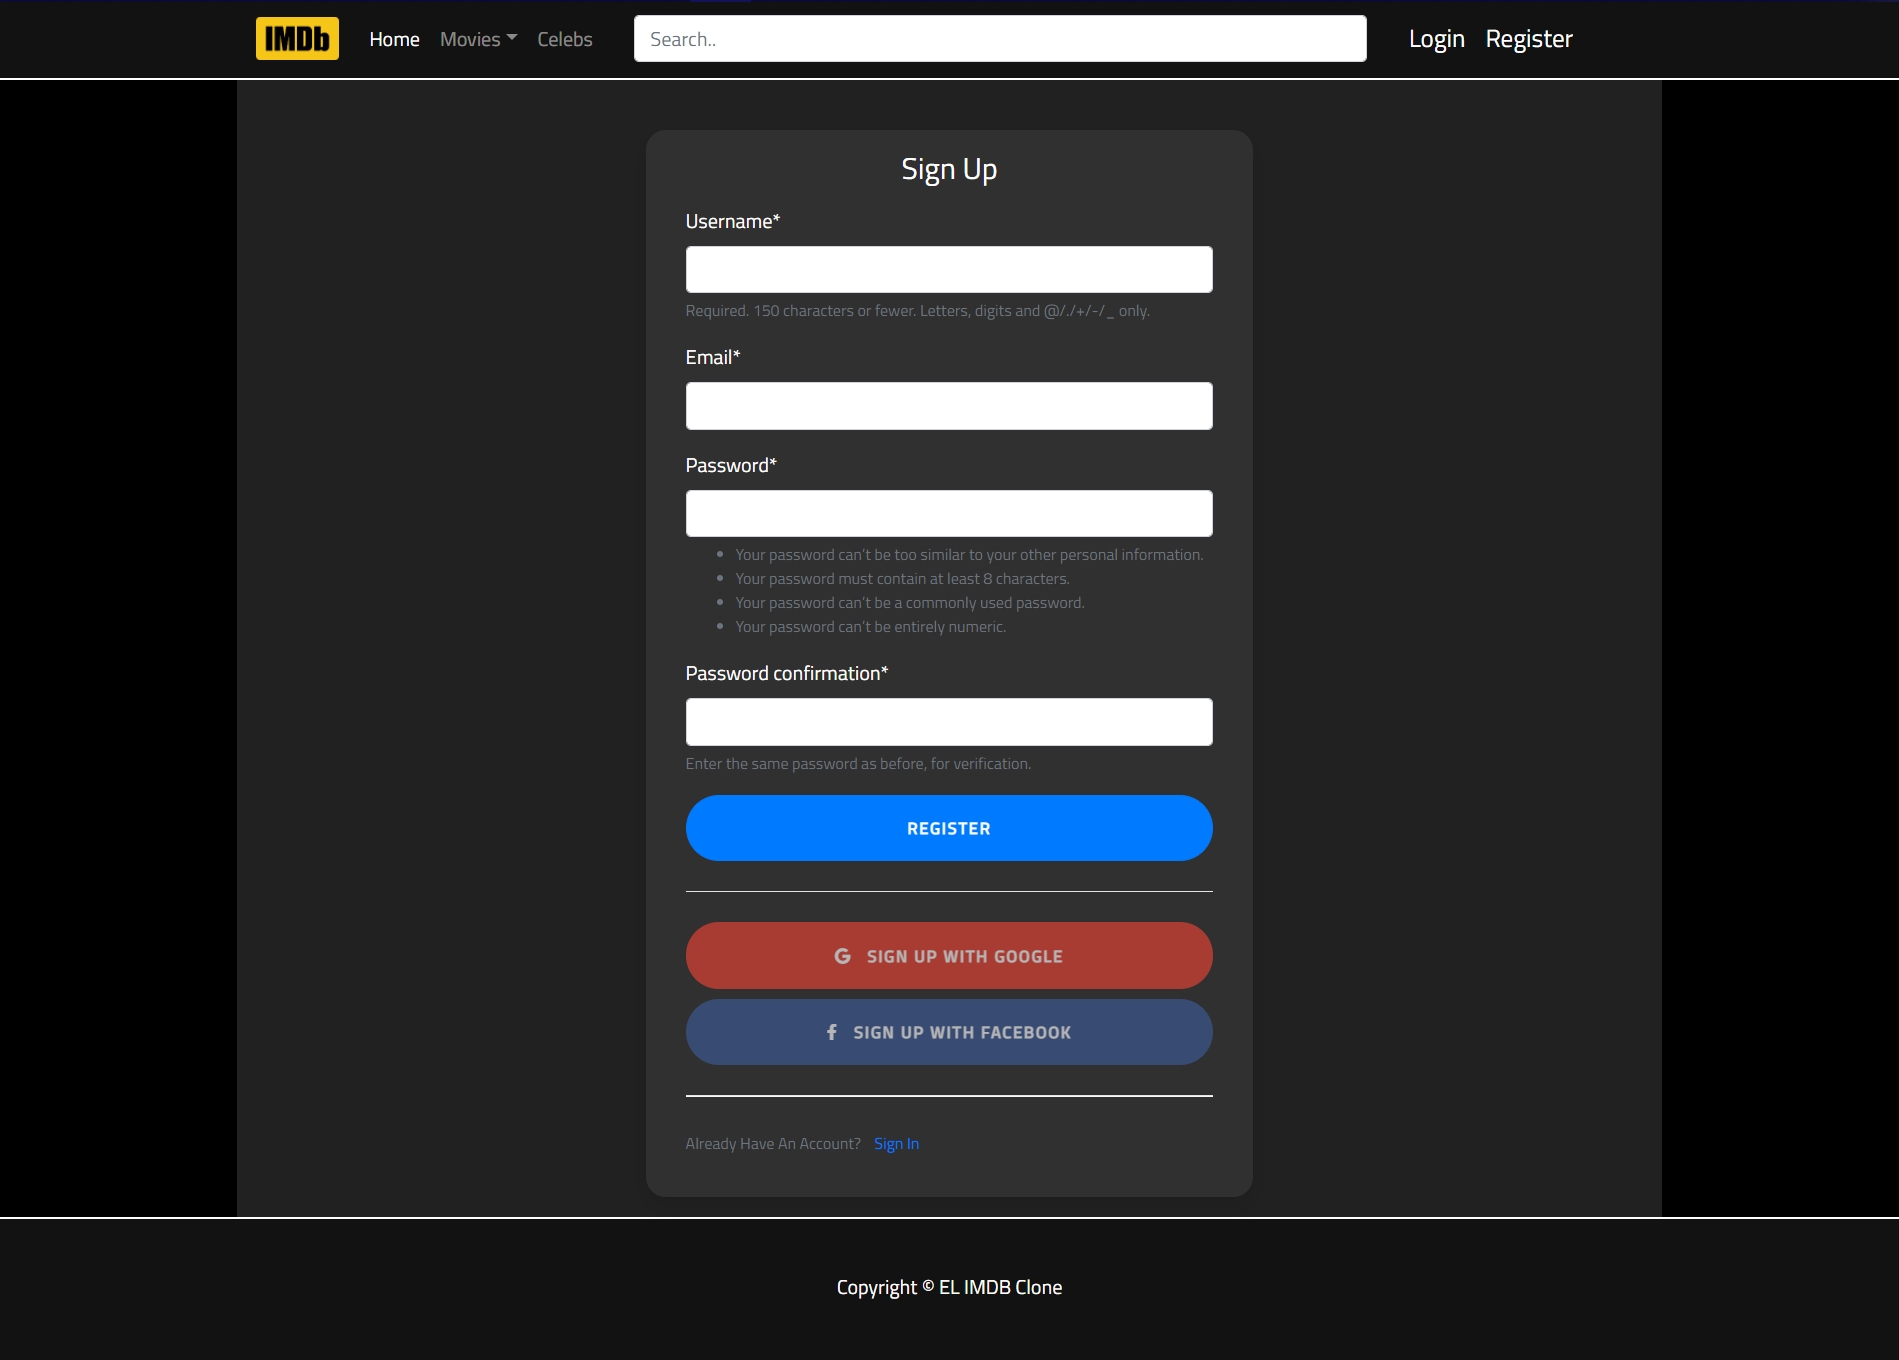 IMDb Home Movies Celebs Search.. Login Register
Sign Up
Username*
Required. 150 characters or fewer. Letters, digits and @/./+/-/_ only.
Email*
Password*
Your password can't be too similar to your other personal information.
Your password must contain at least 8 characters.
Your password can't be a commonly used password.
Your password can't be entirely numeric.
Password confirmation*
Enter the same password as before, for verification.
REGISTER
G SIGN UP WITH GOOGLE
f SIGN UP WITH FACEBOOK
Already Have An Account? Sign In
Copyright © EL IMDB Clone